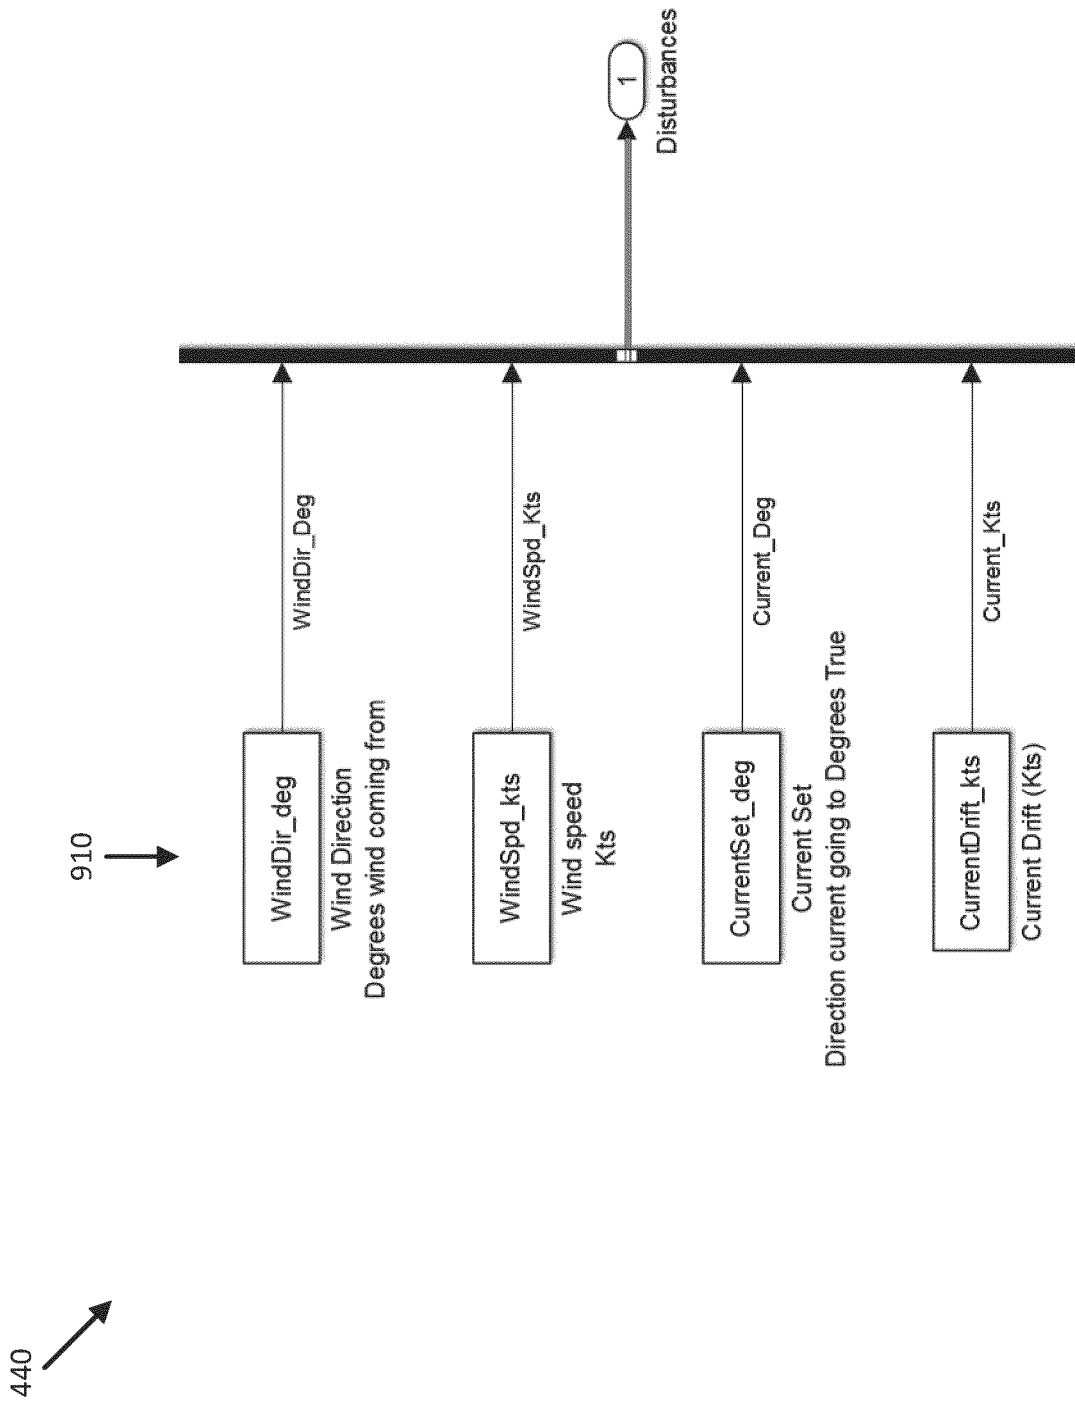 440
910
WindDir_deg
Wind Direction
Degrees wind coming from
WindDir_Deg
WindSpd_kts
Wind speed
Kts
WindSpd_Kts
CurrentSet_deg
Current Set
Direction current going to Degrees True
Current_Deg
CurrentDrift_kts
Current Drift (Kts)
Current_Kts
1
Disturbances